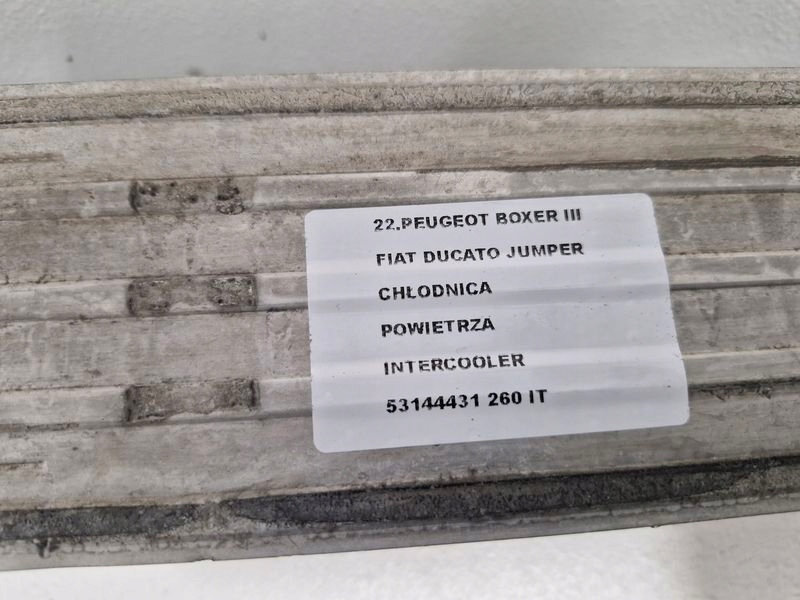 22.PEUGEOT BOXER III
FIAT DUCATO JUMPER
CHŁODNICA
POWIETRZA
INTERCOOLER
53144431 260 IT